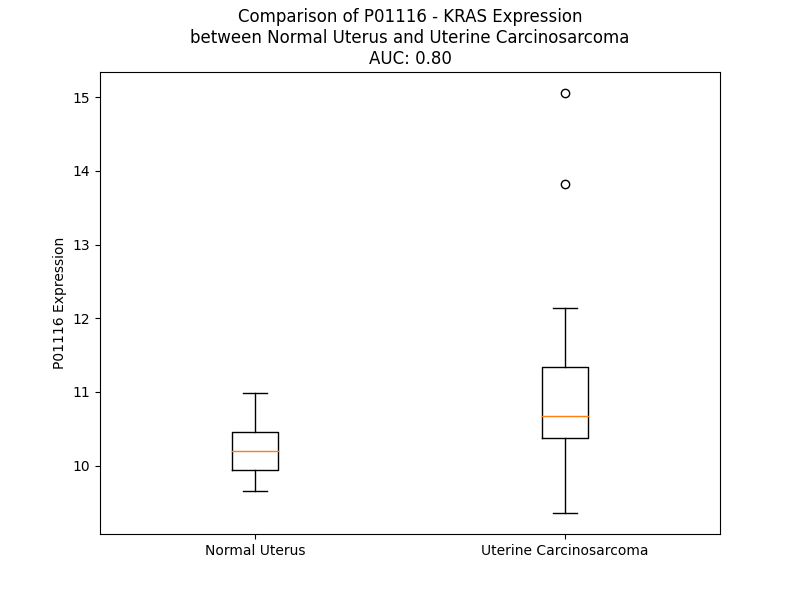 Comparison of P01116 - KRAS Expression
between Normal Uterus and Uterine Carcinosarcoma
AUC: 0.80
15
14
13
12
11
10
P01116 Expression
Normal Uterus
Uterine Carcinosarcoma